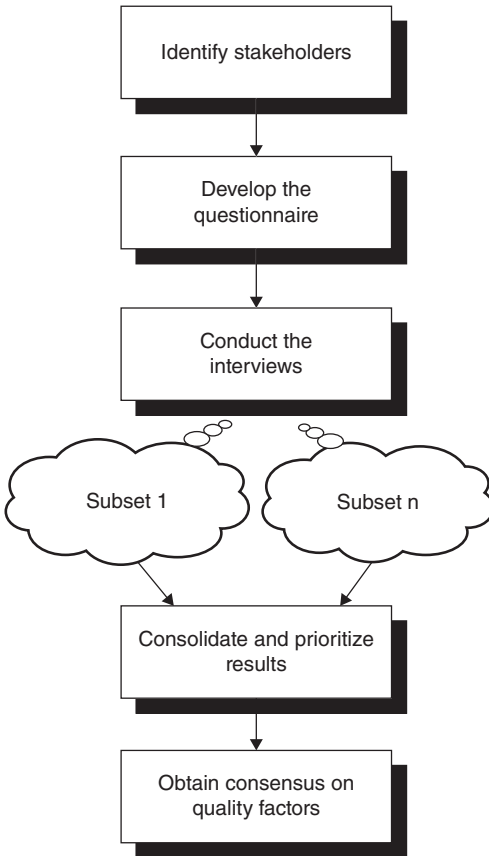 Identify stakeholders
Develop the
questionnaire
Conduct the
interviews
Subset 1
Subset n
Consolidate and prioritize
results
Obtain consensus on
quality factors